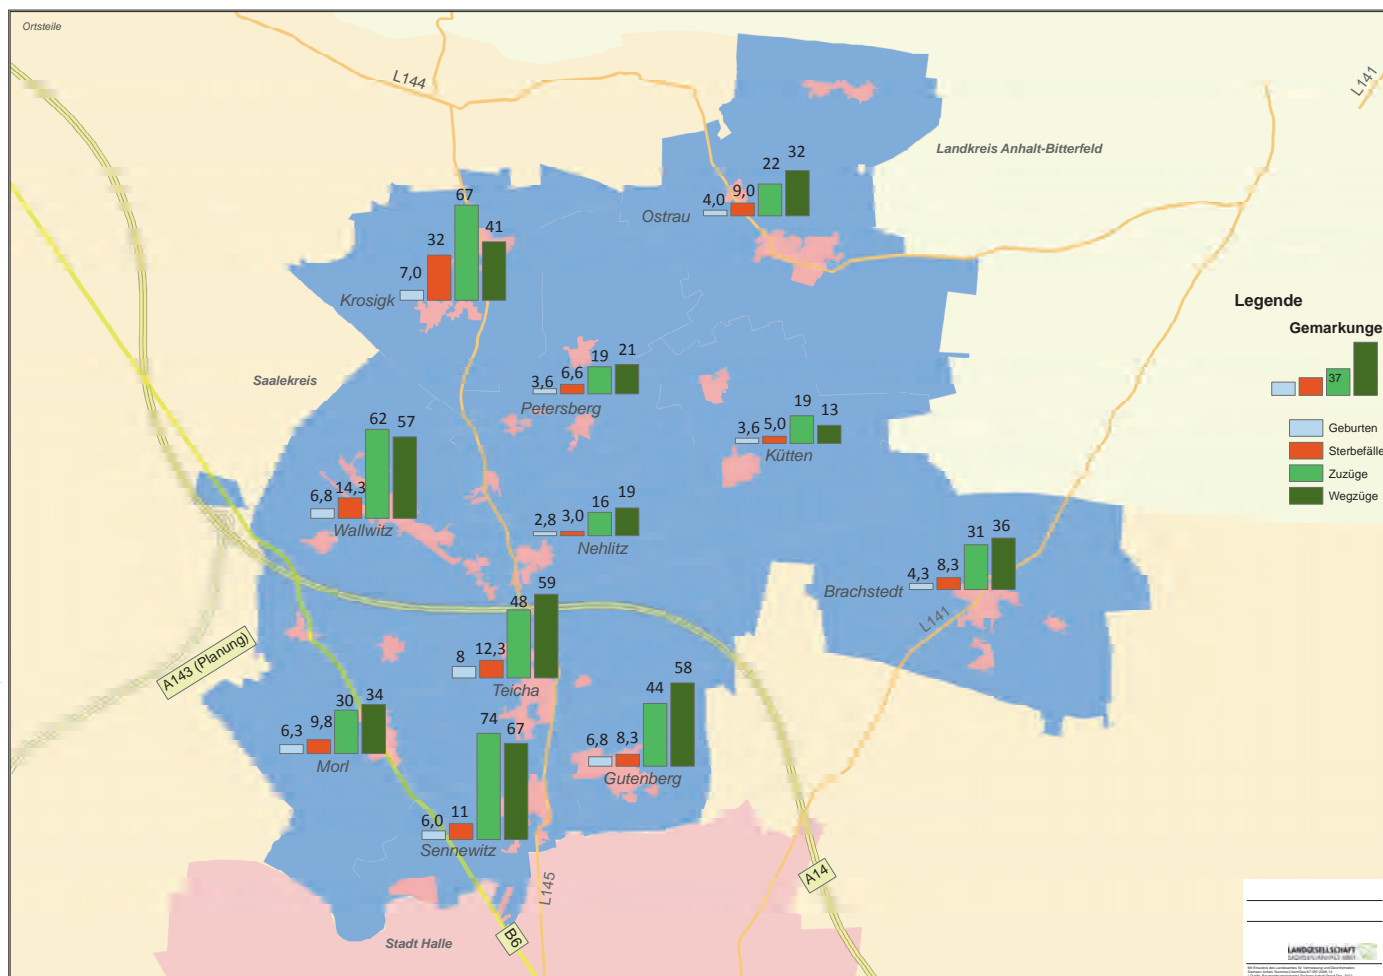 Ortsteile
L144
L141
Landkreis Anhalt-Bitterfeld
4,0 9,0 22 32
Ostrau
7,0 32 67 41
Krosigk
Legende
Gemarkunge
37
Geburten
Sterbefälle
Zuzüge
Wegzüge
Saalekreis
3,6 6,6 19 21
Petersberg
3,6 5,0 19 13
Kütten
6,8 14,3 62 57
Wallwitz
2,8 3,0 16 19
Nehlitz
4,3 8,3 31 36
Brachstedt
L141
A143 (Planung)
8 12,3 48 59
Teicha
6,3 9,8 30 34
Morl
6,8 8,3 44 58
Gutenberg
6,0 11 74 67
Sennewitz
A14
L145
B6
Stadt Halle
LANDGESELLSCHAFT